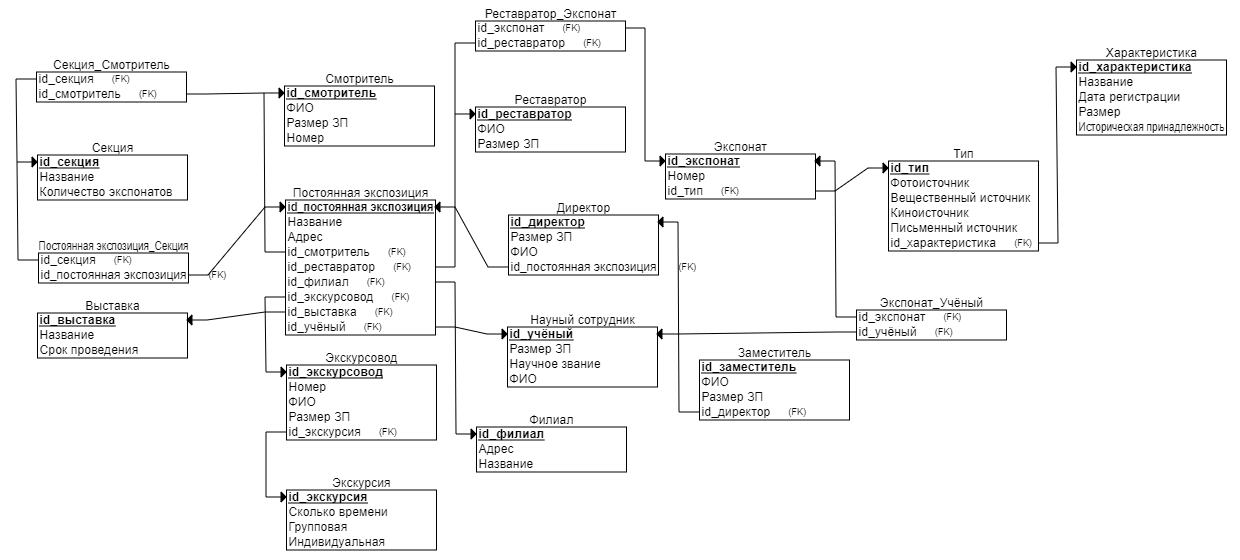 Реставратор_Экспонат
id_экспонат (FK)
id_реставратор (FK)
Секция_Смотритель
id_секция (FK)
id_смотритель (FK)
Смотритель
id_смотритель
ФИО
Размер ЗП
Номер
Реставратор
id_реставратор
ФИО
Размер ЗП
Характеристика
id_характеристика
Название
Дата регистрации
Размер
Историческая принадлежность
Секция
id_секция
Название
Количество экспонатов
Экспонат
id_экспонат
Номер
id_тип (FK)
Тип
id_тип
Фотоисточник
Вещественный источник
Киноисточник
Письменный источник
id_характеристика (FK)
Постоянная экспозиция
id_постоянная экспозиция
Название
Адрес
id_смотритель (FK)
id_реставратор (FK)
id_филиал (FK)
id_экскурсовод (FK)
id_выставка (FK)
id_учёный (FK)
Директор
id_директор
Размер ЗП
ФИО
id_постоянная экспозиция (FK)
Постоянная экспозиция_Секция
id_секция (FK)
id_постоянная экспозиция (FK)
Выставка
id_выставка
Название
Срок проведения
Науный сотрудник
id_учёный
Размер ЗП
Научное звание
ФИО
Экспонат_Учёный
id_экспонат (FK)
id_учёный (FK)
Экскурсовод
id_экскурсовод
Номер
ФИО
Размер ЗП
id_экскурсия (FK)
Заместитель
id_заместитель
ФИО
Размер ЗП
id_директор (FK)
Филиал
id_филиал
Адрес
Название
Экскурсия
id_экскурсия
Сколько времени
Групповая
Индивидуальная